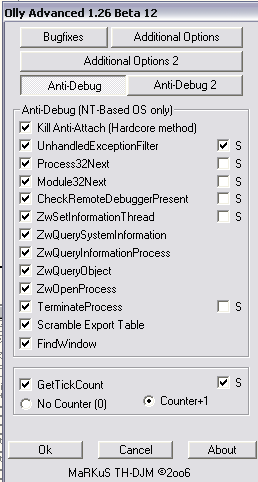 Olly Advanced 1.26 Beta 12
Bugfixes Additional Options
Additional Options 2
Anti-Debug Anti-Debug 2
Anti-Debug (NT-Based OS only)
Kill Anti-Attach (Hardcore method)
UnhandledExceptionFilter S
Process32Next S
Module32Next S
CheckRemoteDebuggerPresent S
ZwSetInformationThread S
ZwQuerySystemInformation
ZwQueryInformationProcess
ZwQueryObject
ZwOpenProcess
TerminateProcess S
Scramble Export Table
FindWindow
GetTickCount S
No Counter (0) Counter+1
Ok Cancel About
MaRKuS TH-DJM ©2oo6